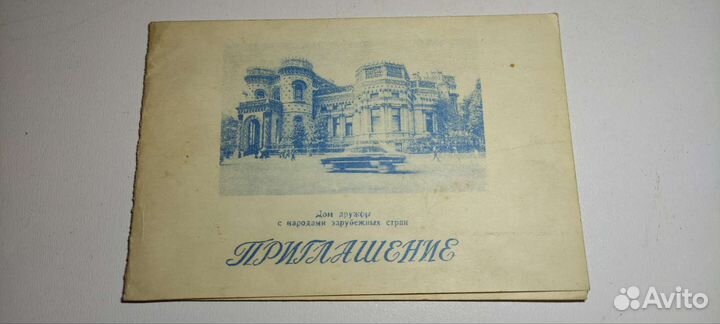 Дом дружбы
с народами зарубежных стран
ПРИГЛАШЕНИЕ
Avito